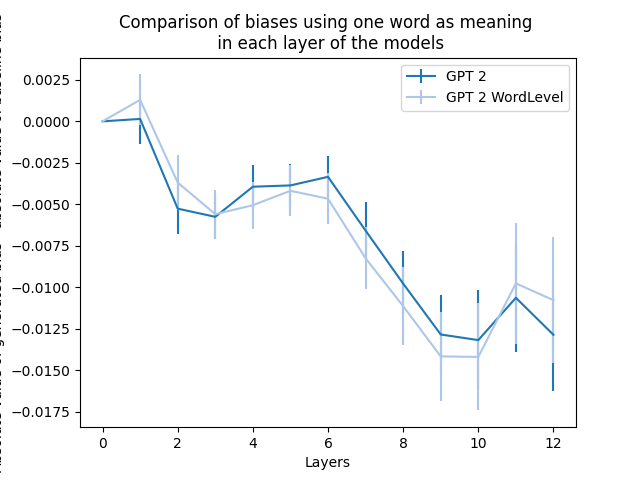 Comparison of biases using one word as meaning
in each layer of the models
GPT 2
GPT 2 WordLevel
0.0025
0.0000
−0.0025
−0.0050
−0.0075
−0.0100
−0.0125
−0.0150
−0.0175
0 2 4 6 8 10 12
Layers